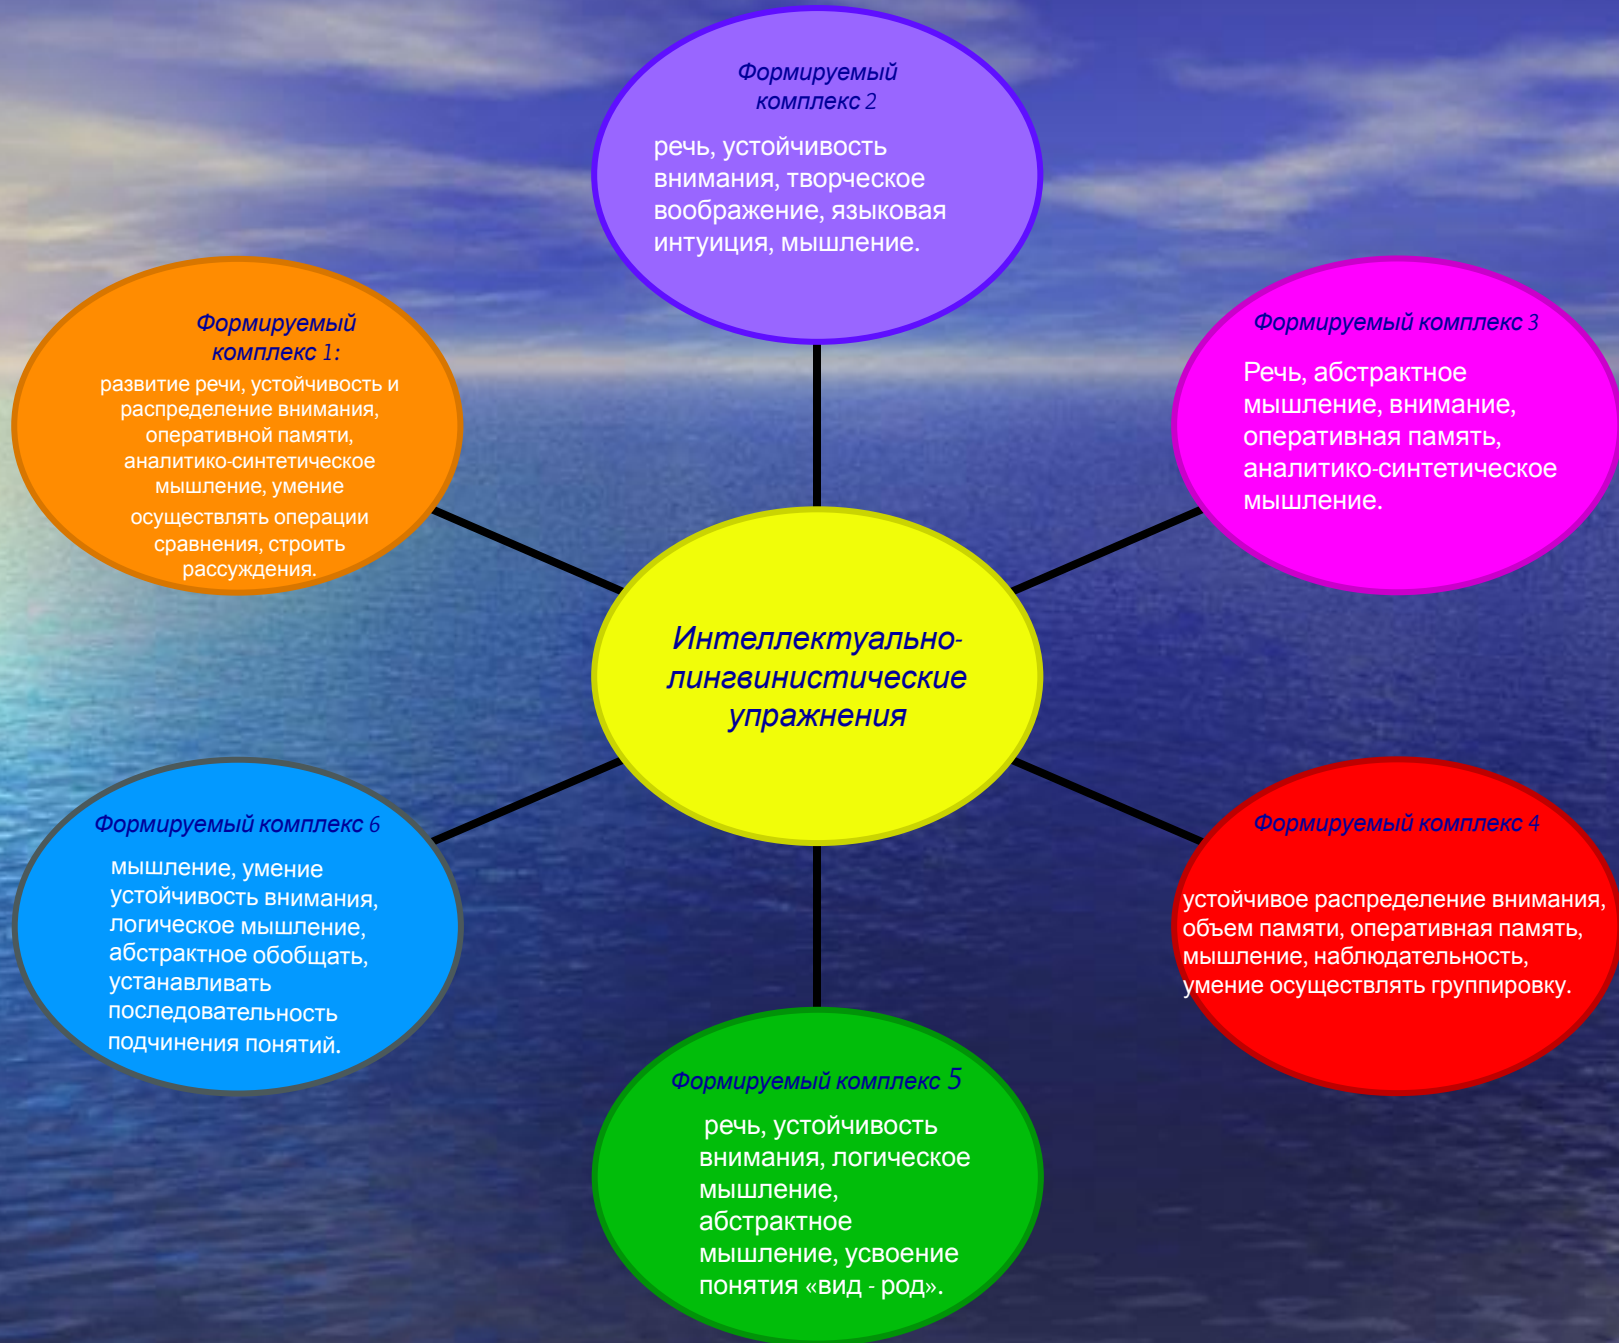 Формируемый
комплекс 2
речь, устойчивость
внимания, творческое
воображение, языковая
интуиция, мышление.
Формируемый
комплекс 1:
развитие речи, устойчивость и
распределение внимания,
оперативной памяти,
аналитико-синтетическое
мышление, умение
осуществлять операции
сравнения, строить
рассуждения.
Формируемый комплекс 3
Речь, абстрактное
мышление, внимание,
оперативная память,
аналитико-синтетическое
мышление.
Интеллектуально-
лингвинистические
упражнения
Формируемый комплекс 6
мышление, умение
устойчивость внимания,
логическое мышление,
абстрактное обобщать,
устанавливать
последовательность
подчинения понятий.
Формируемый комплекс 4
устойчивое распределение внимания,
объем памяти, оперативная память,
мышление, наблюдательность,
умение осуществлять группировку.
Формируемый комплекс 5
речь, устойчивость
внимания, логическое
мышление,
абстрактное
мышление, усвоение
понятия «вид - род».